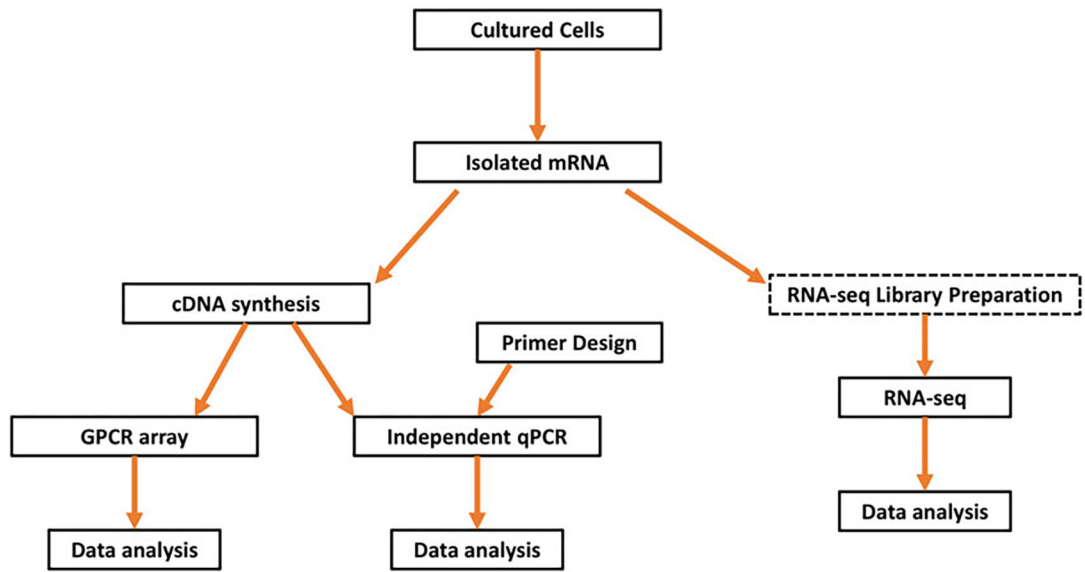 Cultured Cells
Isolated mRNA
cDNA synthesis
RNA-seq Library Preparation
Primer Design
RNA-seq
GPCR array
Independent qPCR
Data analysis
Data analysis
Data analysis